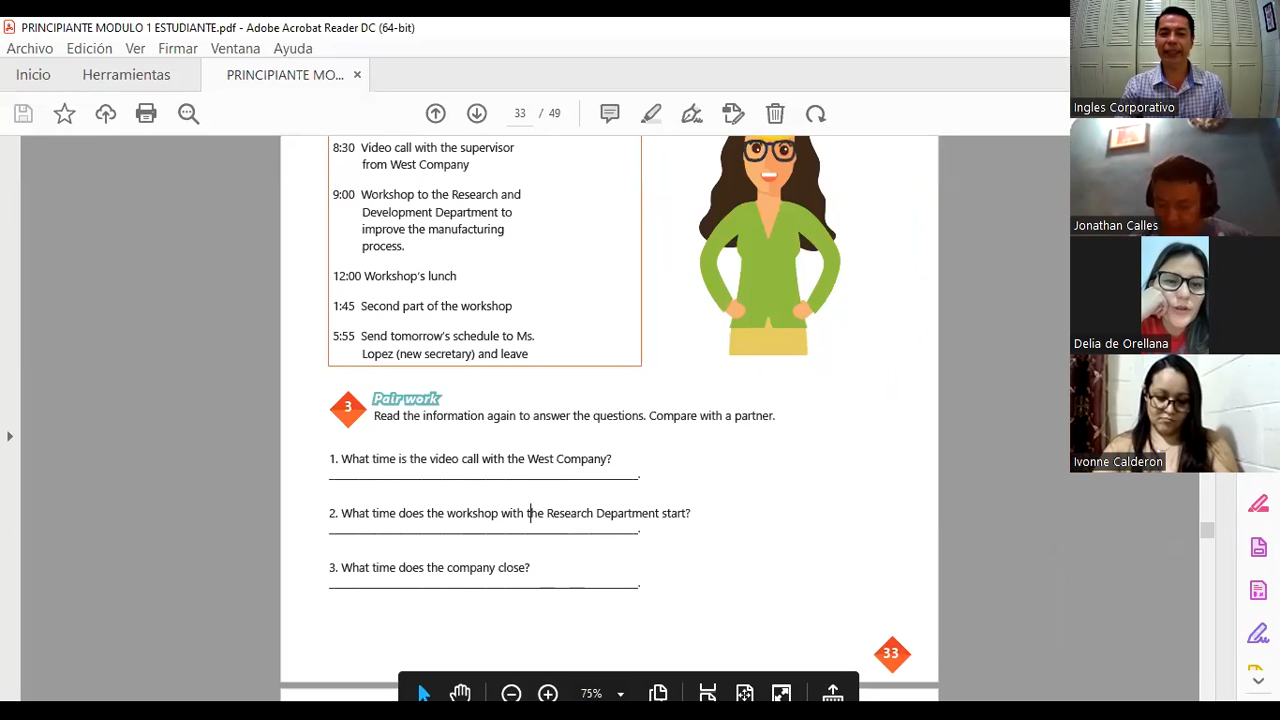 PRINCIPIANTE MODULO 1 ESTUDIANTE.pdf - Adobe Acrobat Reader DC (64-bit)
Archivo Edición Ver Firmar Ventana Ayuda
Inicio Herramientas PRINCIPIANTE MO... ×
33 / 49
8:30 Video call with the supervisor
from West Company
9:00 Workshop to the Research and
Development Department to
improve the manufacturing
process.
12:00 Workshop's lunch
1:45 Second part of the workshop
5:55 Send tomorrow's schedule to Ms.
Lopez (new secretary) and leave
3 Pair work
Read the information again to answer the questions. Compare with a partner.
1. What time is the video call with the West Company?
2. What time does the workshop with the Research Department start?
3. What time does the company close?
33
75%
Ingles Corporativo
Jonathan Calles
Delia de Orellana
Ivonne Calderon